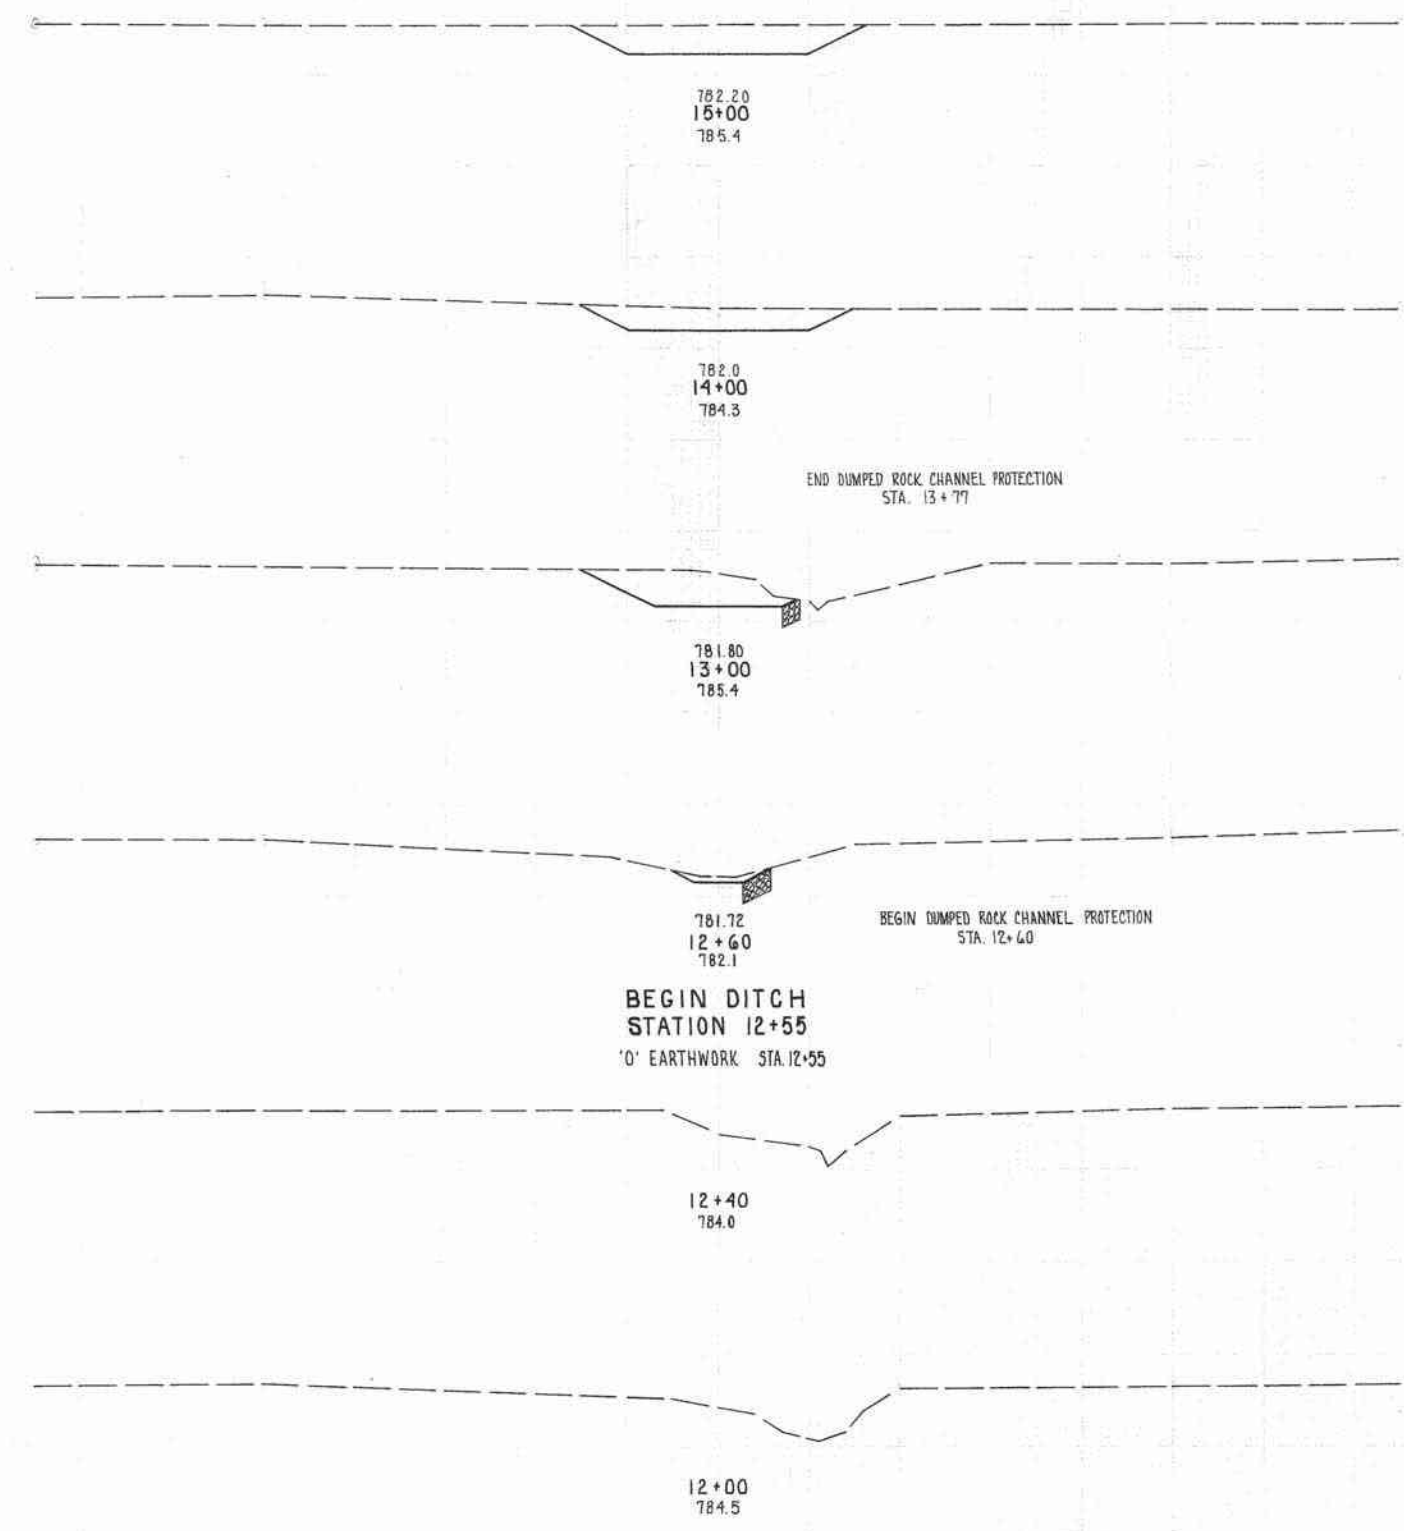 782.20
15+00
785.4
782.0
14+00
784.3
END DUMPED ROCK CHANNEL PROTECTION
STA. 13+77
781.80
13+00
785.4
781.72
12+60
782.1
BEGIN DUMPED ROCK CHANNEL PROTECTION
STA. 12+60
BEGIN DITCH
STATION 12+55
'O' EARTHWORK STA. 12+55
12+40
784.0
12+00
784.5